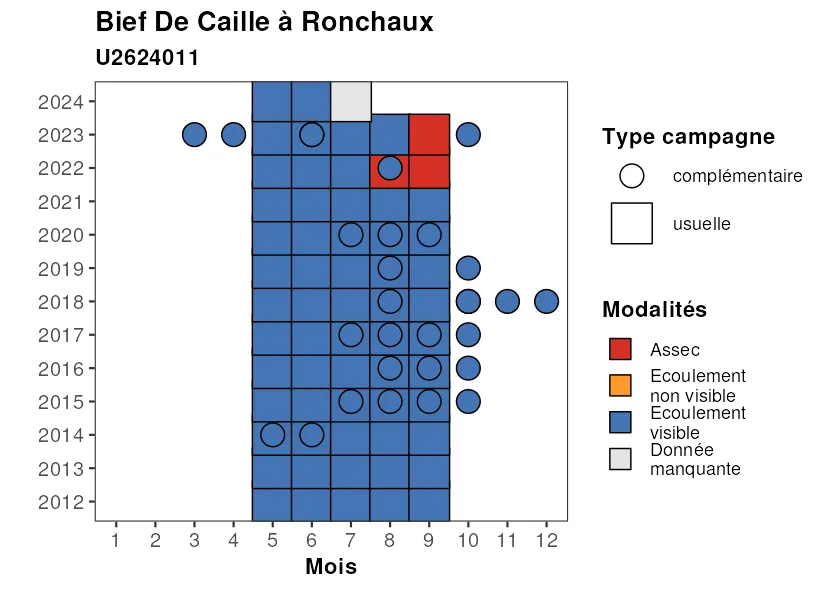 Bief De Caille à Ronchaux
U2624011
2024
2023
2022
2021
2020
2019
2018
2017
2016
2015
2014
2013
2012
1 2 3 4 5 6 7 8 9 10 11 12
Mois
Type campagne
complémentaire
usuelle
Modalités
Assec
Ecoulement
non visible
Ecoulement
visible
Donnée
manquante